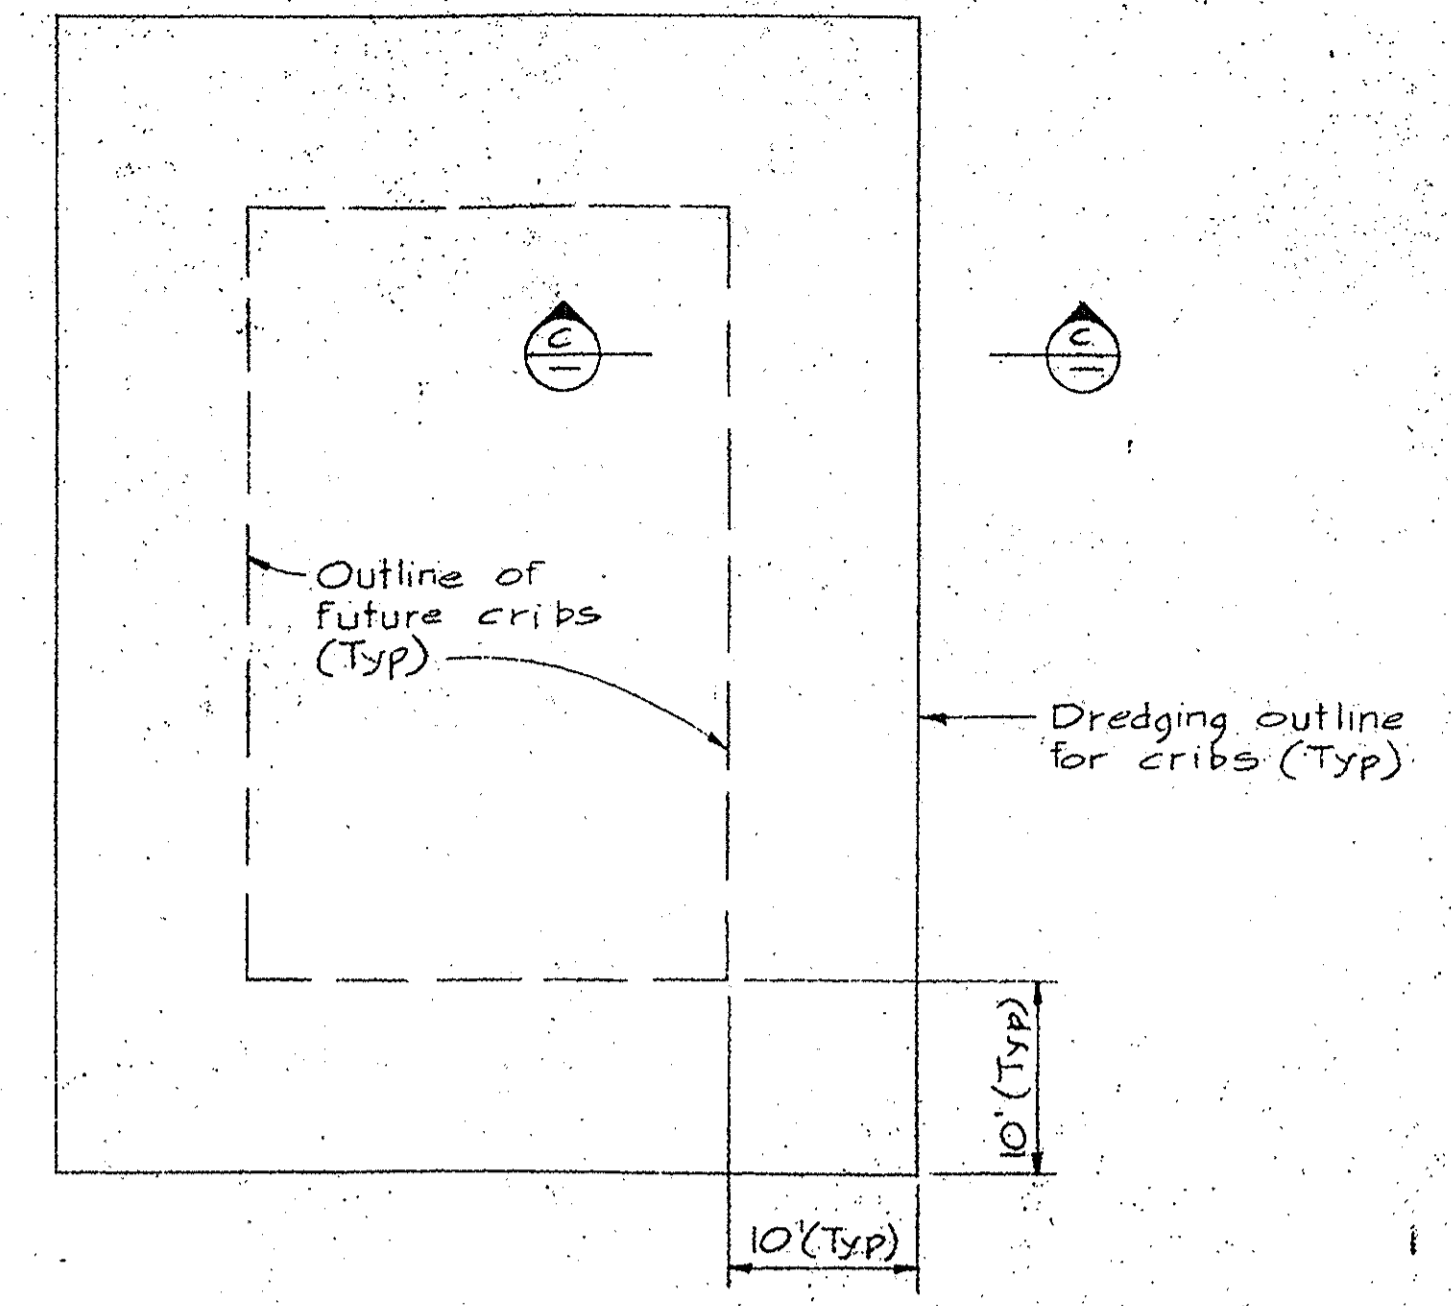 C
C
Outline of
future cribs
(Typ)
Dredging outline
for cribs (Typ)
10' (Typ)
10' (Typ)